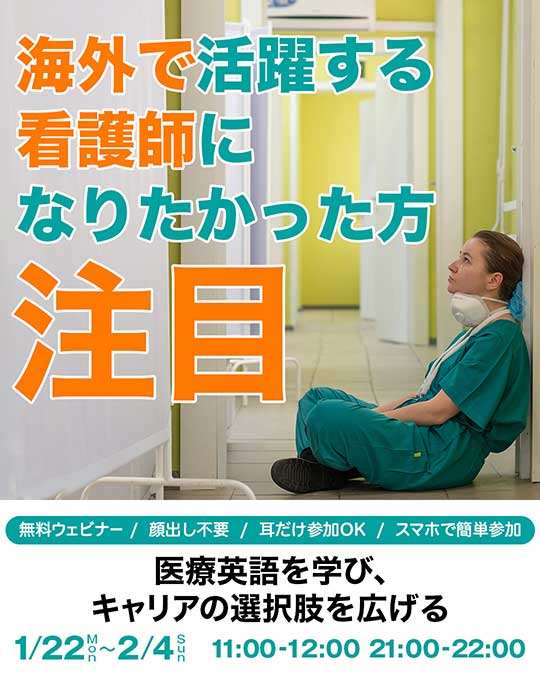 海外で活躍する
看護師に
なりたかった方
注目
無料ウェビナー / 顔出し不要 / 耳だけ参加OK / スマホで簡単参加
医療英語を学び、
キャリアの選択肢を広げる
1/22 Mon～2/4 Sun 11:00-12:00 21:00-22:00